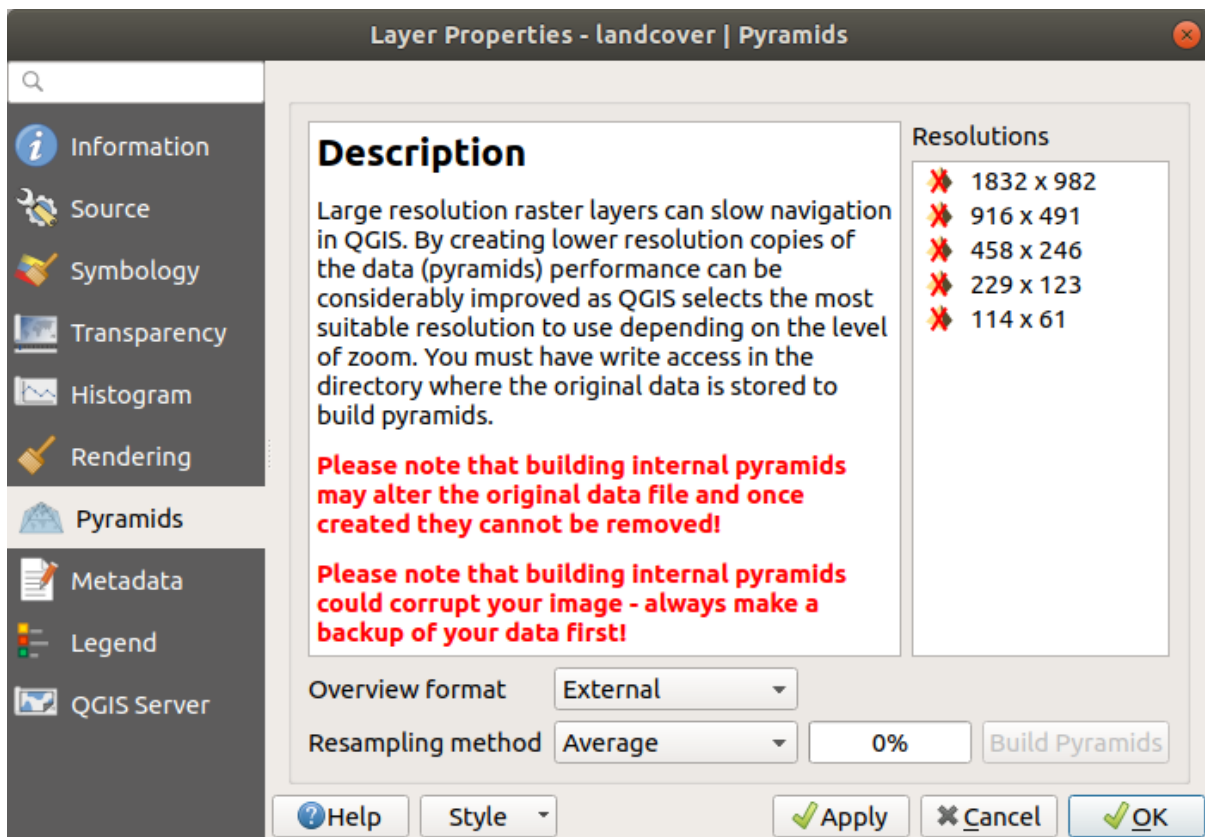 Layer Properties - landcover | Pyramids
Information
Source
Symbology
Transparency
Histogram
Rendering
Pyramids
Metadata
Legend
QGIS Server
Description
Large resolution raster layers can slow navigation
in QGIS. By creating lower resolution copies of
the data (pyramids) performance can be
considerably improved as QGIS selects the most
suitable resolution to use depending on the level
of zoom. You must have write access in the
directory where the original data is stored to
build pyramids.
Please note that building internal pyramids
may alter the original data file and once
created they cannot be removed!
Please note that building internal pyramids
could corrupt your image - always make a
backup of your data first!
Resolutions
1832 x 982
916 x 491
458 x 246
229 x 123
114 x 61
Overview format External
Resampling method Average 0% Build Pyramids
Help Style Apply Cancel OK